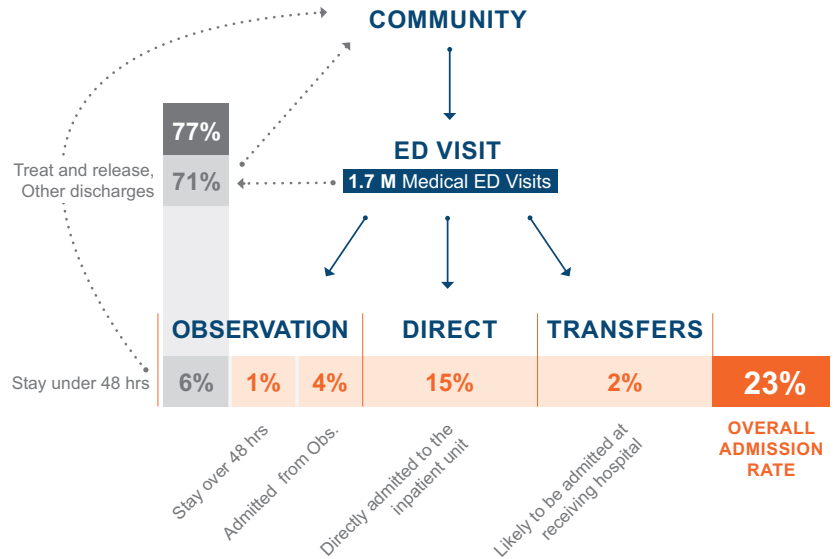 COMMUNITY
77%
ED VISIT
Treat and release,
Other discharges
71%
1.7 M Medical ED Visits
OBSERVATION
DIRECT
TRANSFERS
Stay under 48 hrs
6%
1%
4%
15%
2%
23%
OVERALL
ADMISSION
RATE
Stay over 48 hrs
Admitted from Obs.
Directly admitted to the
inpatient unit
Likely to be admitted at
receiving hospital